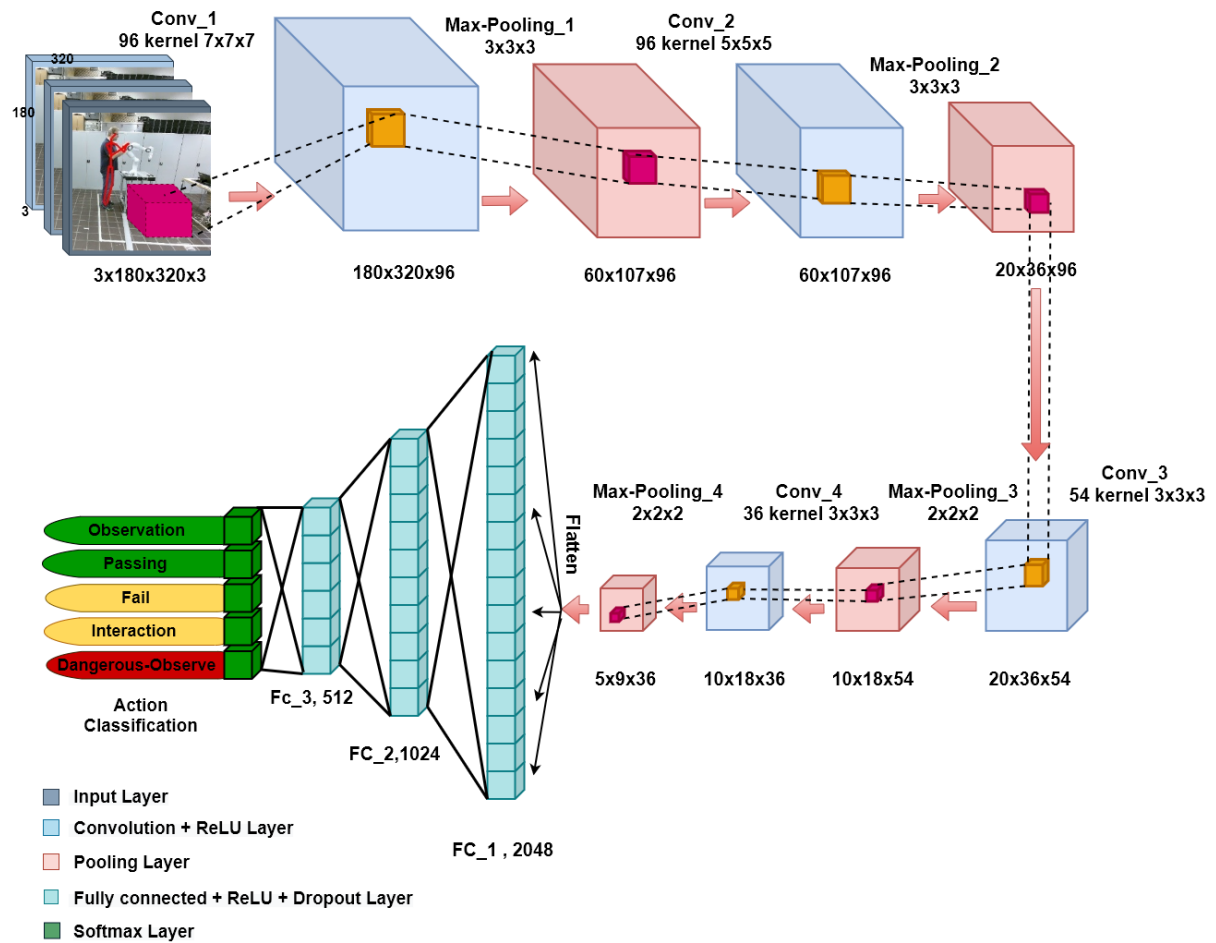 Conv_1
96 kernel 7x7x7
Max-Pooling_1
3x3x3
Conv_2
96 kernel 5x5x5
Max-Pooling_2
3x3x3
320
180
3
3x180x320x3
180x320x96
60x107x96
60x107x96
20x36x96
Conv_3
54 kernel 3x3x3
Max-Pooling_3
2x2x2
Conv_4
36 kernel 3x3x3
Max-Pooling_4
2x2x2
Flatten
20x36x54
10x18x54
10x18x36
5x9x36
FC_1 , 2048
FC_2,1024
Fc_3, 512
Observation
Passing
Fail
Interaction
Dangerous-Observe
Action
Classification
Input Layer
Convolution + ReLU Layer
Pooling Layer
Fully connected + ReLU + Dropout Layer
Softmax Layer